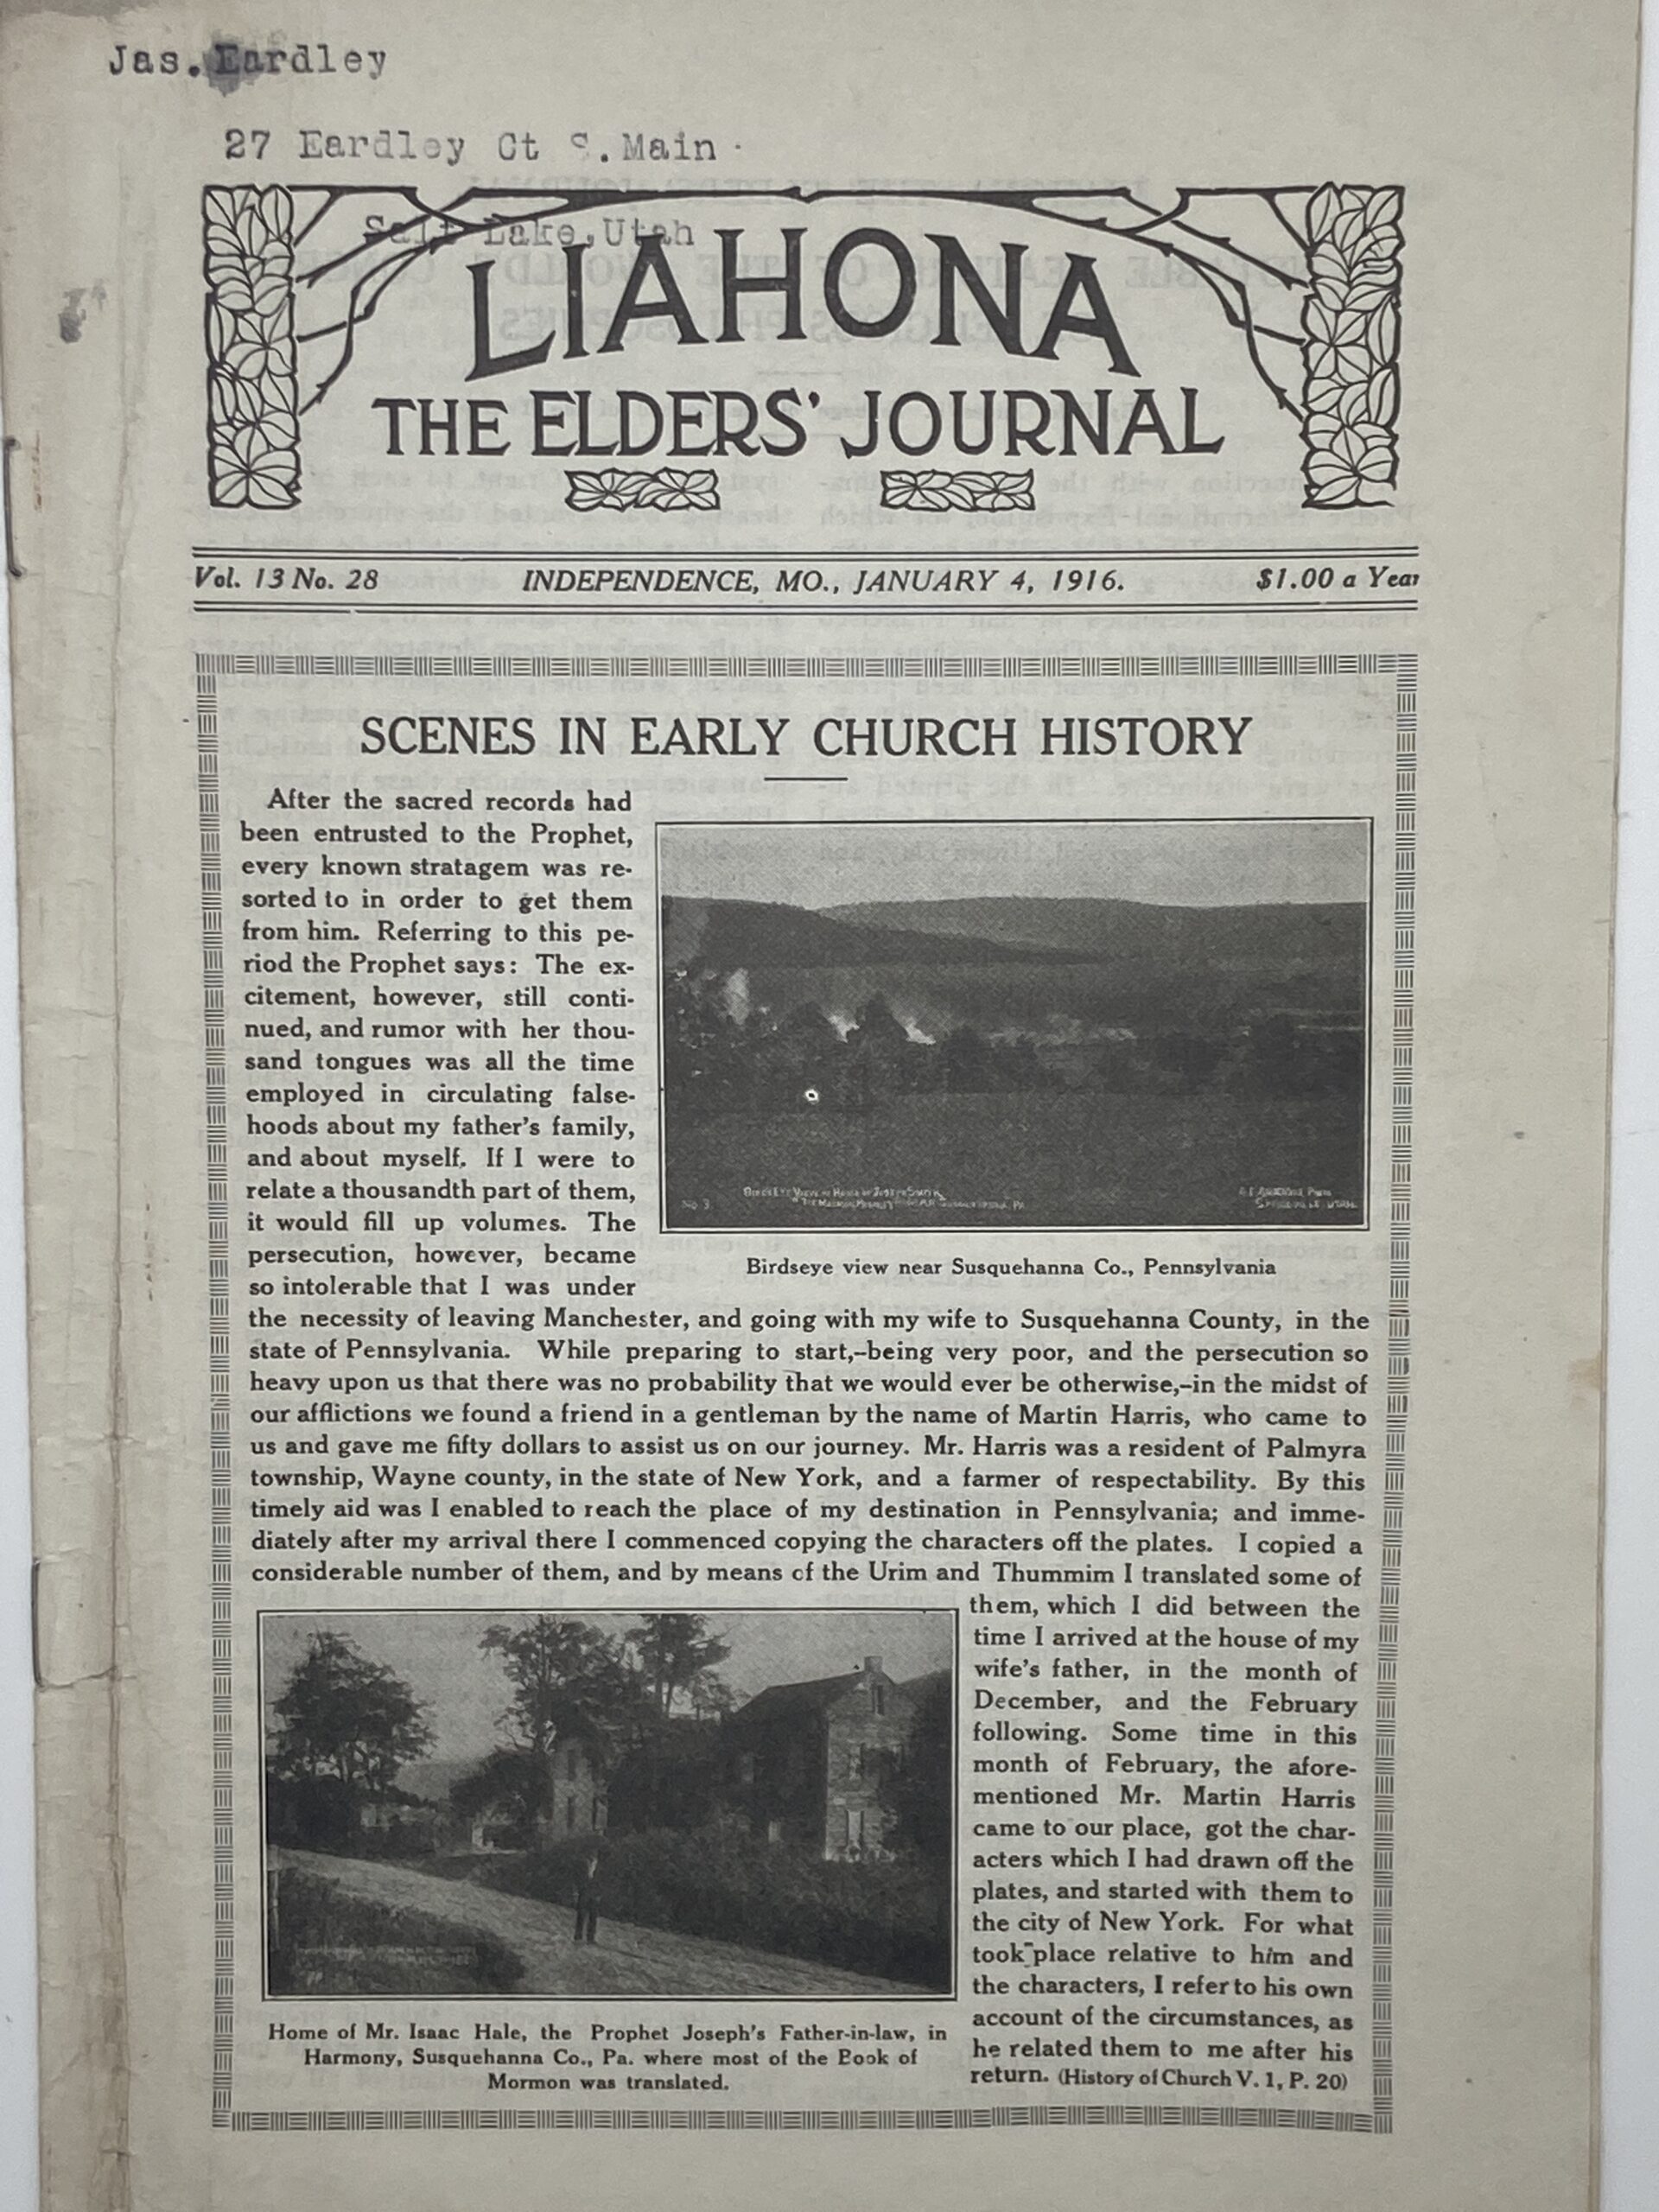 Jas. Eardley
27 Eardley Ct S. Main
Salt Lake, Utah
LIAHONA
THE ELDERS' JOURNAL
Vol. 13 No. 28 INDEPENDENCE, MO., JANUARY 4, 1916. $1.00 a Year
SCENES IN EARLY CHURCH HISTORY
After the sacred records had
been entrusted to the Prophet,
every known stratagem was re-
sorted to in order to get them
from him. Referring to this pe-
riod the Prophet says: The ex-
citement, however, still conti-
nued, and rumor with her thou-
sand tongues was all the time
employed in circulating false-
hoods about my father's family,
and about myself. If I were to
relate a thousandth part of them,
it would fill up volumes. The
persecution, however, became
so intolerable that I was under
No 3
Birdseye view near Susquehanna Co., Pennsylvania
the necessity of leaving Manchester, and going with my wife to Susquehanna County, in the
state of Pennsylvania. While preparing to start,-being very poor, and the persecution so
heavy upon us that there was no probability that we would ever be otherwise,-in the midst of
our afflictions we found a friend in a gentleman by the name of Martin Harris, who came to
us and gave me fifty dollars to assist us on our journey. Mr. Harris was a resident of Palmyra
township, Wayne county, in the state of New York, and a farmer of respectability. By this
timely aid was I enabled to reach the place of my destination in Pennsylvania; and imme-
diately after my arrival there I commenced copying the characters off the plates. I copied a
considerable number of them, and by means of the Urim and Thummim I translated some of
them, which I did between the
time I arrived at the house of my
wife's father, in the month of
December, and the February
following. Some time in this
month of February, the afore-
mentioned Mr. Martin Harris
came to our place, got the char-
acters which I had drawn off the
plates, and started with them to
the city of New York. For what
took place relative to him and
the characters, I refer to his own
account of the circumstances, as
he related them to me after his
return. (History of Church V. 1, P. 20)
Home of Mr. Isaac Hale, the Prophet Joseph's Father-in-law, in
Harmony, Susquehanna Co., Pa. where most of the Book of
Mormon was translated.